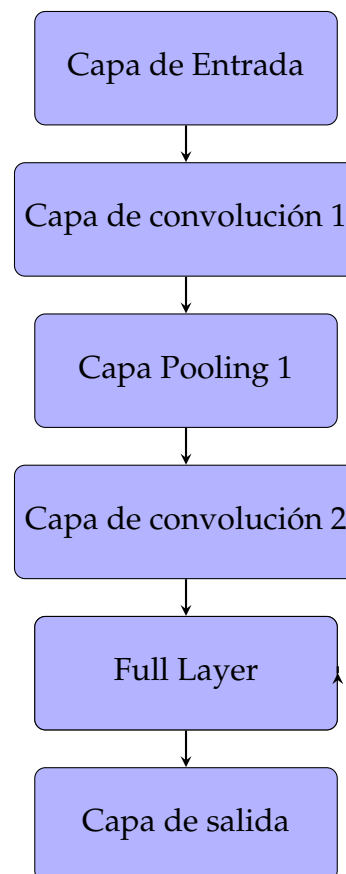 Capa de Entrada
Capa de convolución 1
Capa Pooling 1
Capa de convolución 2
Full Layer
Capa de salida